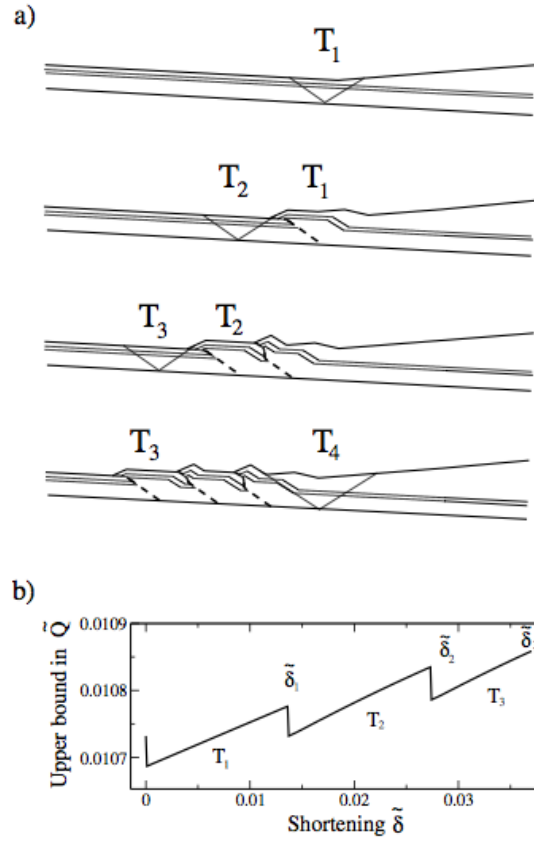 a)
T₁
T₂ T₁
T₃ T₂
T₃ T₄
b)
Upper bound in Q̃
0.0109
0.0108
0.0107
δ̃₁
δ̃₂
δ̃
T₁
T₂
T₃
0 0.01 0.02 0.03
Shortening δ̃